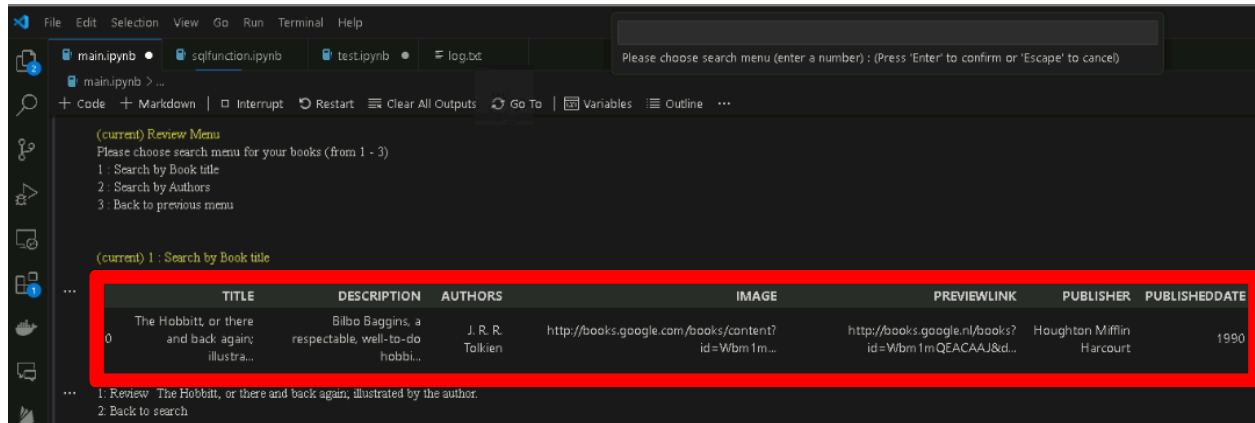 File Edit Selection View Go Run Terminal Help
Please choose search menu (enter a number) : (Press 'Enter' to confirm or 'Escape' to cancel)
main.ipynb ● sqlfunction.ipynb test.ipynb ● log.txt
main.ipynb > ...
+ Code + Markdown | Interrupt Restart Clear All Outputs Go To | Variables Outline ...
(current) Review Menu
Please choose search menu for your books (from 1 - 3)
1 : Search by Book title
2 : Search by Authors
3 : Back to previous menu
(current) 1 : Search by Book title
TITLE DESCRIPTION AUTHORS IMAGE PREVIEWLINK PUBLISHER PUBLISHEDDATE
The Hobbitt, or there Bilbo Baggins, a
0 and back again; respectable, well-to-do J. R. R. http://books.google.com/books/content? http://books.google.nl/books? Houghton Mifflin 1990
illustra... hobbi... Tolkien id=Wbm1m... id=Wbm1mQEACAAJ&d... Harcourt
1: Review The Hobbitt, or there and back again; illustrated by the author.
2: Back to search
2
1